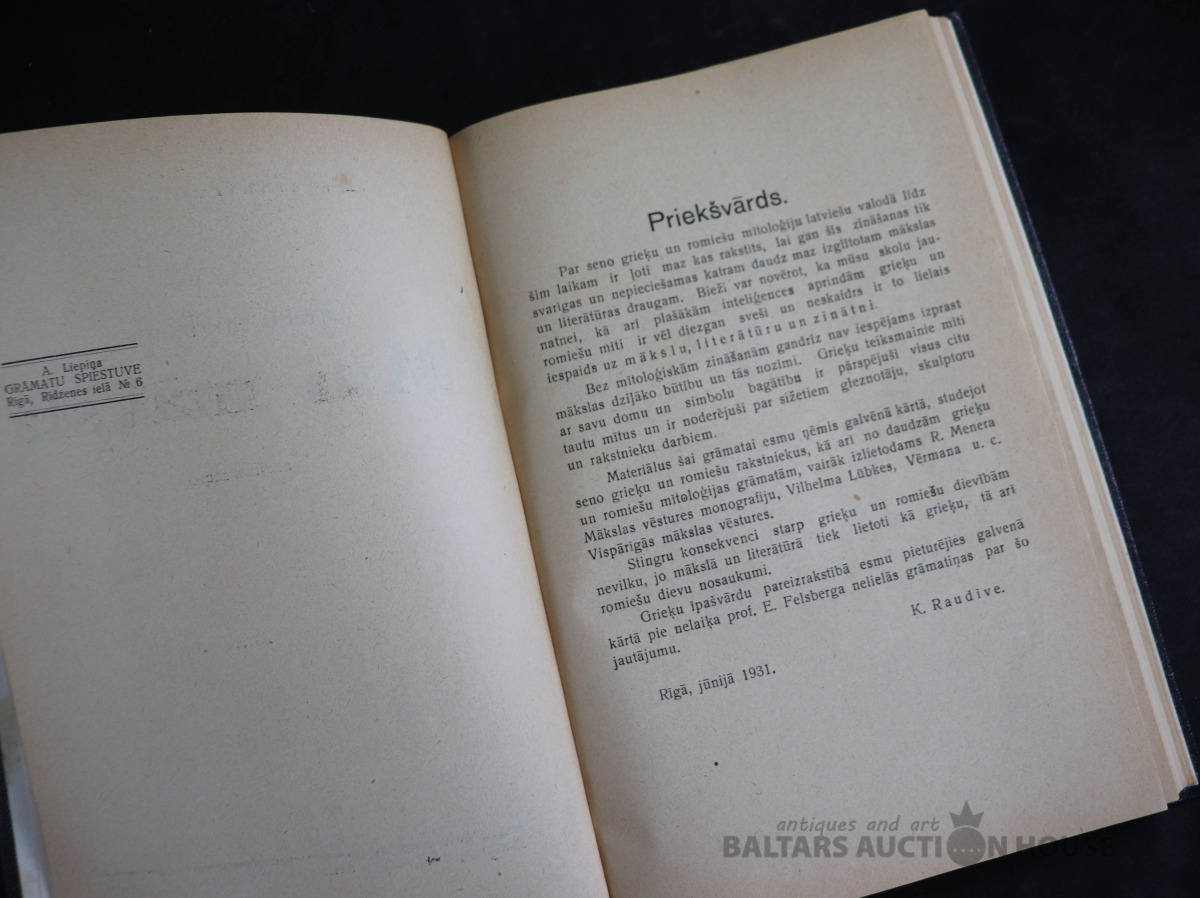 A. Liepiņa
GRĀMATU SPIESTUVE
Rīgā, Rīdzenes ielā № 6
Priekšvārds.
Par seno grieķu un romiešu mitoloģiju latviešu valodā līdz
šim laikam ir ļoti maz kas rakstīts, lai gan šīs zināšanas tik
svarīgas un nepieciešamas katram daudz maz izglītotam mākslas
un literātūras draugam. Bieži var novērot, ka mūsu skolu jau-
natnei, kā arī plašākām inteliģences aprindām grieķu un
romiešu mīti ir vēl diezgan sveši un neskaidrs ir to lielais
iespaids uz mākslu, literātūru un zinātni.
Bez mitoloģiskām zināšanām gandrīz nav iespējams izprast
mākslas dziļāko būtību un tās nozīmi. Grieķu teiksmainie mīti
ar savu domu un simbolu bagātību ir pārspējuši visus citu
tautu mītus un ir noderējuši par sižetiem gleznotāju, skulptoru
un rakstnieku darbiem.
Materiālus šai grāmatai esmu ņēmis galvenā kārtā, studejot
seno grieķu un romiešu rakstniekus, kā arī no daudzām grieķu
un romiešu mitoloģijas grāmatām, vairāk izlietodams R. Menera
Mākslas vēstures monografiju, Vilhelma Lübkes, Vērmana u. c.
Vispārīgās mākslas vēstures.
Stingru konsekvenci starp grieķu un romiešu dievībām
nevilku, jo mākslā un literātūrā tiek lietoti kā grieķu, tā arī
romiešu dievu nosaukumi.
Grieķu īpašvārdu pareizrakstībā esmu pieturējies galvenā
kārtā pie nelaiķa prof. E. Felsberga nelielās grāmatiņas par šo
jautājumu.
K. Raudive.
Rīgā, jūnijā 1931.
antiques and art
BALTARS AUCTION HOUSE